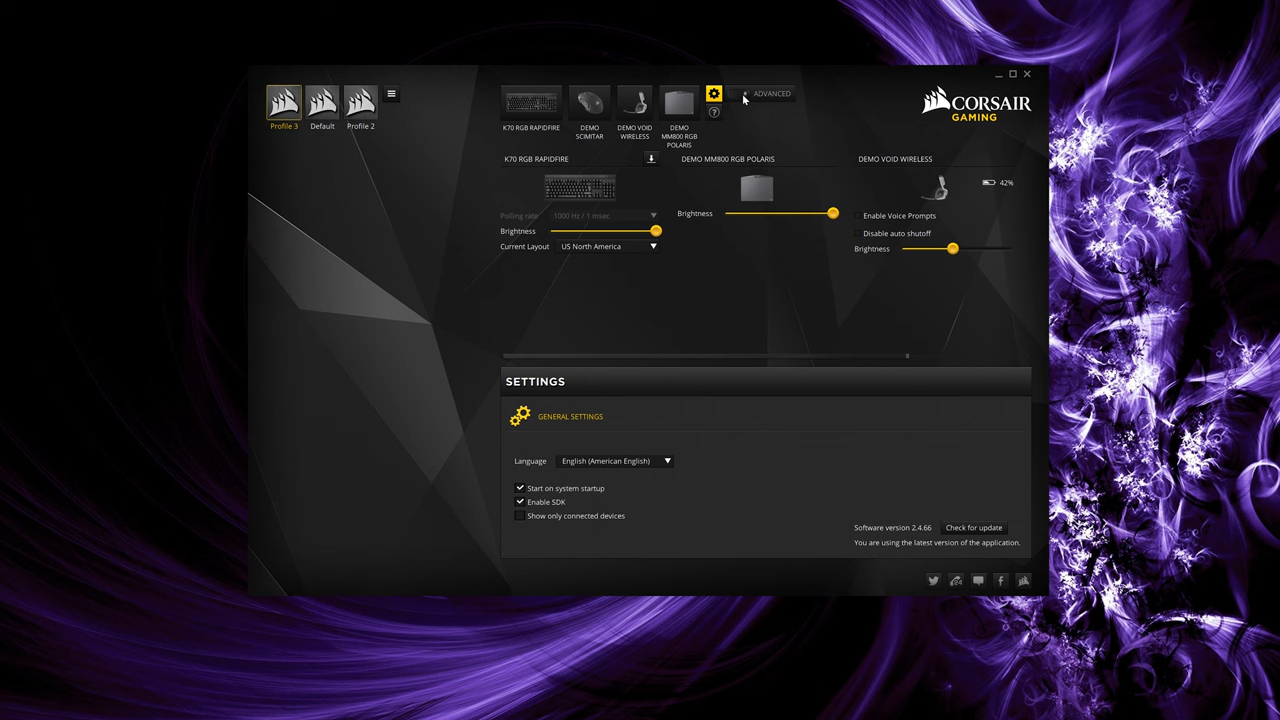 Profile 3
Default
Profile 2
K70 RGB RAPIDFIRE
DEMO
SCIMITAR
DEMO VOID
WIRELESS
DEMO
MM800 RGB
POLARIS
ADVANCED
CORSAIR
GAMING
K70 RGB RAPIDFIRE
Polling rate 1000 Hz / 1 msec
Brightness
Current Layout US North America
DEMO MM800 RGB POLARIS
Brightness
DEMO VOID WIRELESS
42%
Enable Voice Prompts
Disable auto shutoff
Brightness
SETTINGS
GENERAL SETTINGS
Language English (American English)
Start on system startup
Enable SDK
Show only connected devices
Software version 2.4.66 Check for update
You are using the latest version of the application.